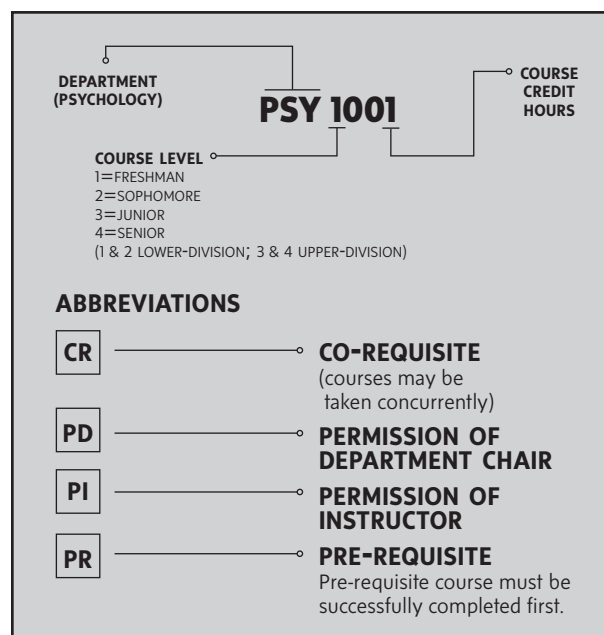 DEPARTMENT
(PSYCHOLOGY)
PSY 1001
COURSE
CREDIT
HOURS
COURSE LEVEL
1=FRESHMAN
2=SOPHOMORE
3=JUNIOR
4=SENIOR
(1 & 2 LOWER-DIVISION; 3 & 4 UPPER-DIVISION)
ABBREVIATIONS
CR
CO-REQUISITE
(courses may be
taken concurrently)
PD
PERMISSION OF
DEPARTMENT CHAIR
PI
PERMISSION OF
INSTRUCTOR
PR
PRE-REQUISITE
Pre-requisite course must be
successfully completed first.